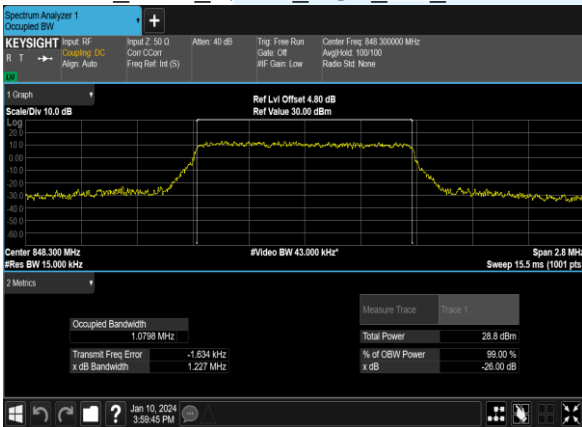 Spectrum Analyzer 1
Occupied BW
KEYSIGHT
R T
LV
Input: RF
Coupling: DC
Align: Auto
Input Z: 50 Ω
Corr CCorr
Freq Ref: Int (S)
Atten: 40 dB
Trig: Free Run
Gate: Off
#IF Gain: Low
Center Freq: 848.300000 MHz
Avg|Hold: 100/100
Radio Std: None
1 Graph
Scale/Div 10.0 dB
Ref Lvl Offset 4.80 dB
Ref Value 30.00 dBm
Log
20.0
10.0
0.00
-10.0
-20.0
-30.0
-40.0
-50.0
-60.0
Center 848.300 MHz
#Video BW 43.000 kHz*
Span 2.8 MHz
#Res BW 15.000 kHz
Sweep 15.5 ms (1001 pts
2 Metrics
Measure Trace
Trace 1
Occupied Bandwidth
1.0798 MHz
Total Power
28.8 dBm
Transmit Freq Error
-1.634 kHz
% of OBW Power
99.00 %
x dB Bandwidth
1.227 MHz
x dB
-26.00 dB
?
Jan 10, 2024
3:59:45 PM